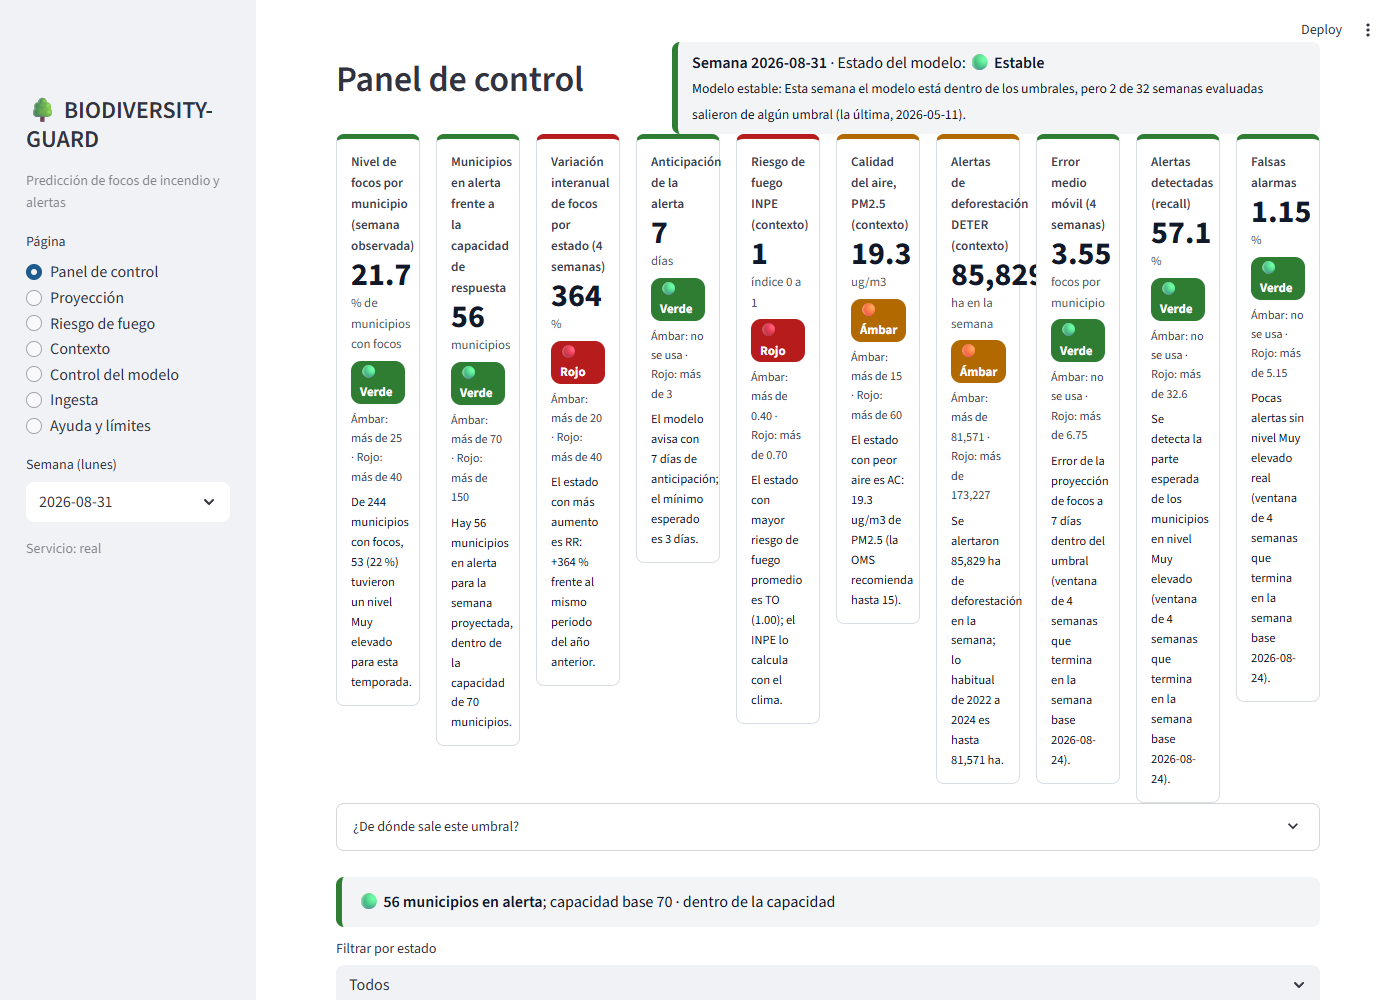 Deploy
🌳 BIODIVERSITY-
GUARD
Predicción de focos de incendio y
alertas
Página
Panel de control
Proyección
Riesgo de fuego
Contexto
Control del modelo
Ingesta
Ayuda y límites
Semana (lunes)
2026-08-31
Servicio: real
Panel de control
Semana 2026-08-31 · Estado del modelo: 🟢 Estable
Modelo estable: Esta semana el modelo está dentro de los umbrales, pero 2 de 32 semanas evaluadas
salieron de algún umbral (la última, 2026-05-11).
Nivel de
focos por
municipio
(semana
observada)
21.7
% de
municipios
con focos
Verde
Ámbar:
más de 25
· Rojo:
más de 40
De 244
municipios
con focos,
53 (22 %)
tuvieron
un nivel
Muy
elevado
para esta
temporada.
Municipios
en alerta
frente a
la
capacidad
de
respuesta
56
municipios
Verde
Ámbar:
más de 70
· Rojo:
más de
150
Hay 56
municipios
en alerta
para la
semana
proyectada,
dentro de
la
capacidad
de 70
municipios.
Variación
interanual
de focos
por
estado (4
semanas)
364
%
Rojo
Ámbar:
más de 20
· Rojo:
más de 40
El estado
con más
aumento
es RR:
+364 %
frente al
mismo
periodo
del año
anterior.
Anticipación
de la
alerta
7
días
Verde
Ámbar: no
se usa ·
Rojo: más
de 3
El modelo
avisa con
7 días de
anticipación;
el mínimo
esperado
es 3 días.
Riesgo de
fuego
INPE
(contexto)
1
índice 0 a
1
Rojo
Ámbar:
más de
0.40 ·
Rojo: más
de 0.70
El estado
con
mayor
riesgo de
fuego
promedio
es TO
(1.00); el
INPE lo
calcula
con el
clima.
Calidad
del aire,
PM2.5
(contexto)
19.3
ug/m3
Ámbar
Ámbar:
más de 15
· Rojo:
más de 60
El estado
con peor
aire es AC:
19.3
ug/m3 de
PM2.5 (la
OMS
recomienda
hasta 15).
Alertas
de
deforestación
DETER
(contexto)
85,829
ha en la
semana
Ámbar
Ámbar:
más de
81,571 ·
Rojo: más
de
173,227
Se
alertaron
85,829 ha
de
deforestación
en la
semana;
lo
habitual
de 2022 a
2024 es
hasta
81,571 ha.
Error
medio
móvil (4
semanas)
3.55
focos por
municipio
Verde
Ámbar: no
se usa ·
Rojo: más
de 6.75
Error de la
proyección
de focos a
7 días
dentro del
umbral
(ventana
de 4
semanas
que
termina
en la
semana
base
2026-08-
24).
Alertas
detectadas
(recall)
57.1
%
Verde
Ámbar: no
se usa ·
Rojo: más
de 32.6
Se
detecta la
parte
esperada
de los
municipios
en nivel
Muy
elevado
(ventana
de 4
semanas
que
termina
en la
semana
base
2026-08-
24).
Falsas
alarmas
1.15
%
Verde
Ámbar: no
se usa ·
Rojo: más
de 5.15
Pocas
alertas sin
nivel Muy
elevado
real
(ventana
de 4
semanas
que
termina
en la
semana
base
2026-08-
24).
¿De dónde sale este umbral?
🟢 56 municipios en alerta; capacidad base 70 · dentro de la capacidad
Filtrar por estado
Todos